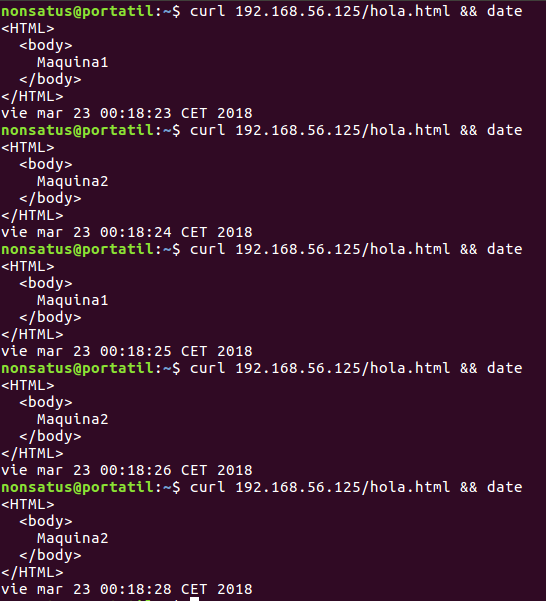 nonsatus@portatil:~$ curl 192.168.56.125/hola.html && date
<HTML>
  <body>
    Maquina1
  </body>
</HTML>
vie mar 23 00:18:23 CET 2018
nonsatus@portatil:~$ curl 192.168.56.125/hola.html && date
<HTML>
  <body>
    Maquina2
  </body>
</HTML>
vie mar 23 00:18:24 CET 2018
nonsatus@portatil:~$ curl 192.168.56.125/hola.html && date
<HTML>
  <body>
    Maquina1
  </body>
</HTML>
vie mar 23 00:18:25 CET 2018
nonsatus@portatil:~$ curl 192.168.56.125/hola.html && date
<HTML>
  <body>
    Maquina2
  </body>
</HTML>
vie mar 23 00:18:26 CET 2018
nonsatus@portatil:~$ curl 192.168.56.125/hola.html && date
<HTML>
  <body>
    Maquina2
  </body>
</HTML>
vie mar 23 00:18:28 CET 2018